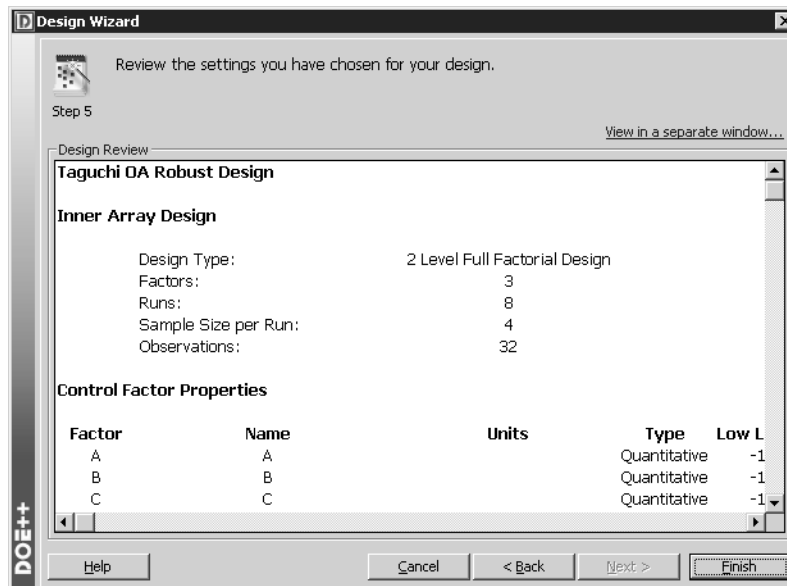 Design Wizard
Review the settings you have chosen for your design.
Step 5
View in a separate window...
Design Review
Taguchi OA Robust Design
Inner Array Design
Design Type: 2 Level Full Factorial Design
Factors: 3
Runs: 8
Sample Size per Run: 4
Observations: 32
Control Factor Properties
Factor Name Units Type Low L
A A Quantitative -1
B B Quantitative -1
C C Quantitative -1
DOE++
Help Cancel < Back Next > Finish